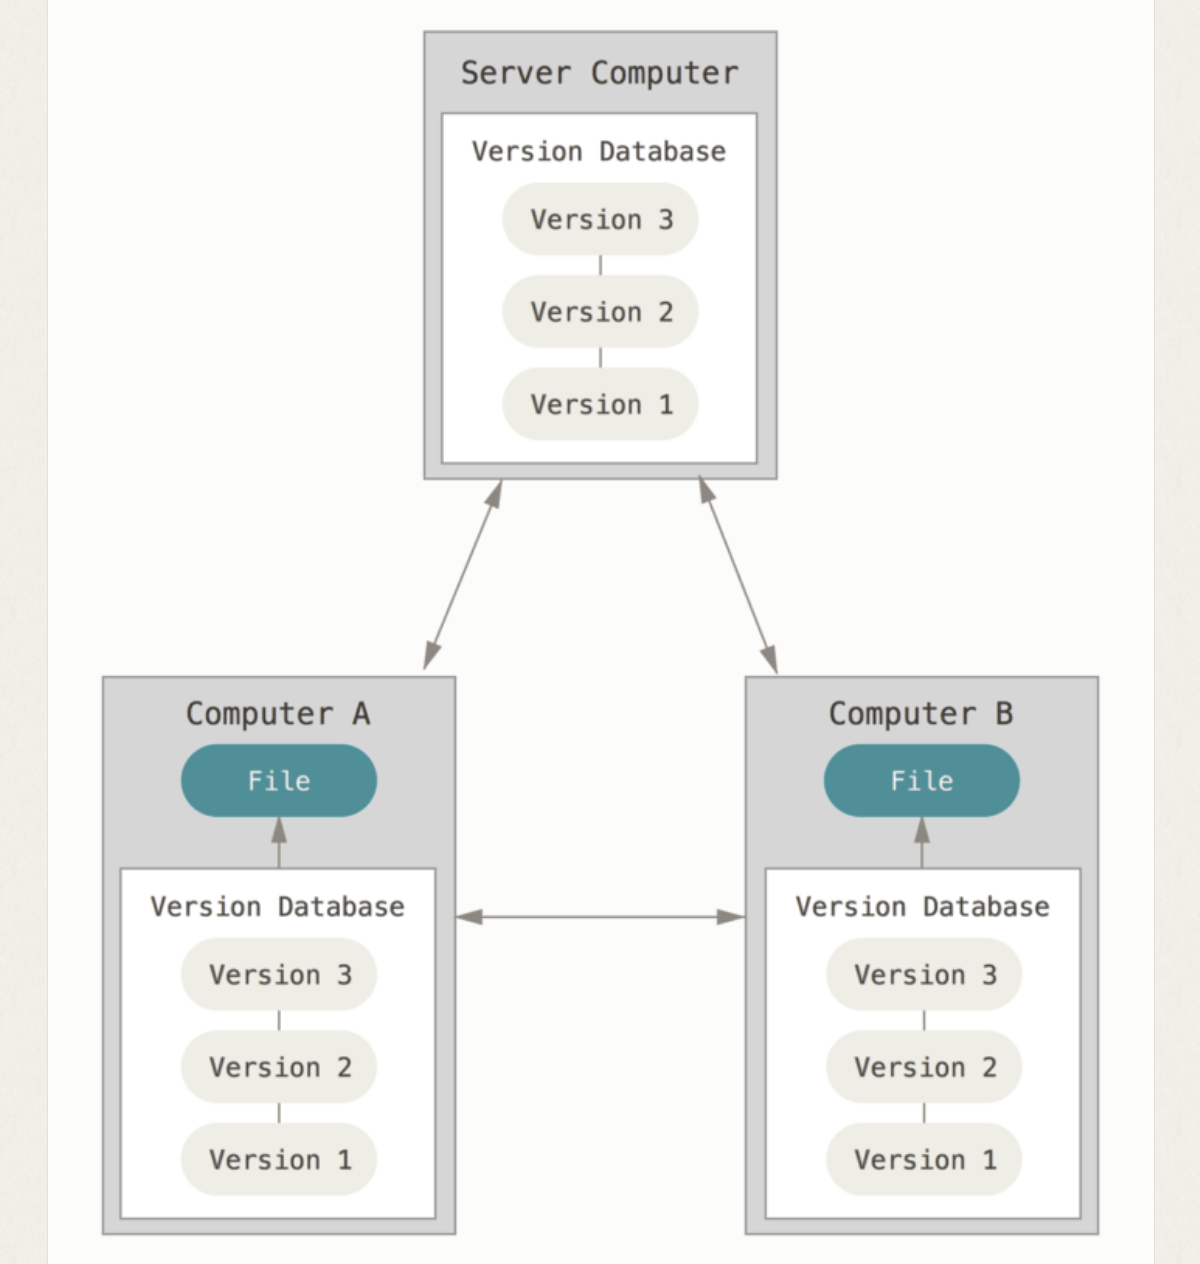 Server Computer
Version Database
Version 3
Version 2
Version 1
Computer A
File
Version Database
Version 3
Version 2
Version 1
Computer B
File
Version Database
Version 3
Version 2
Version 1